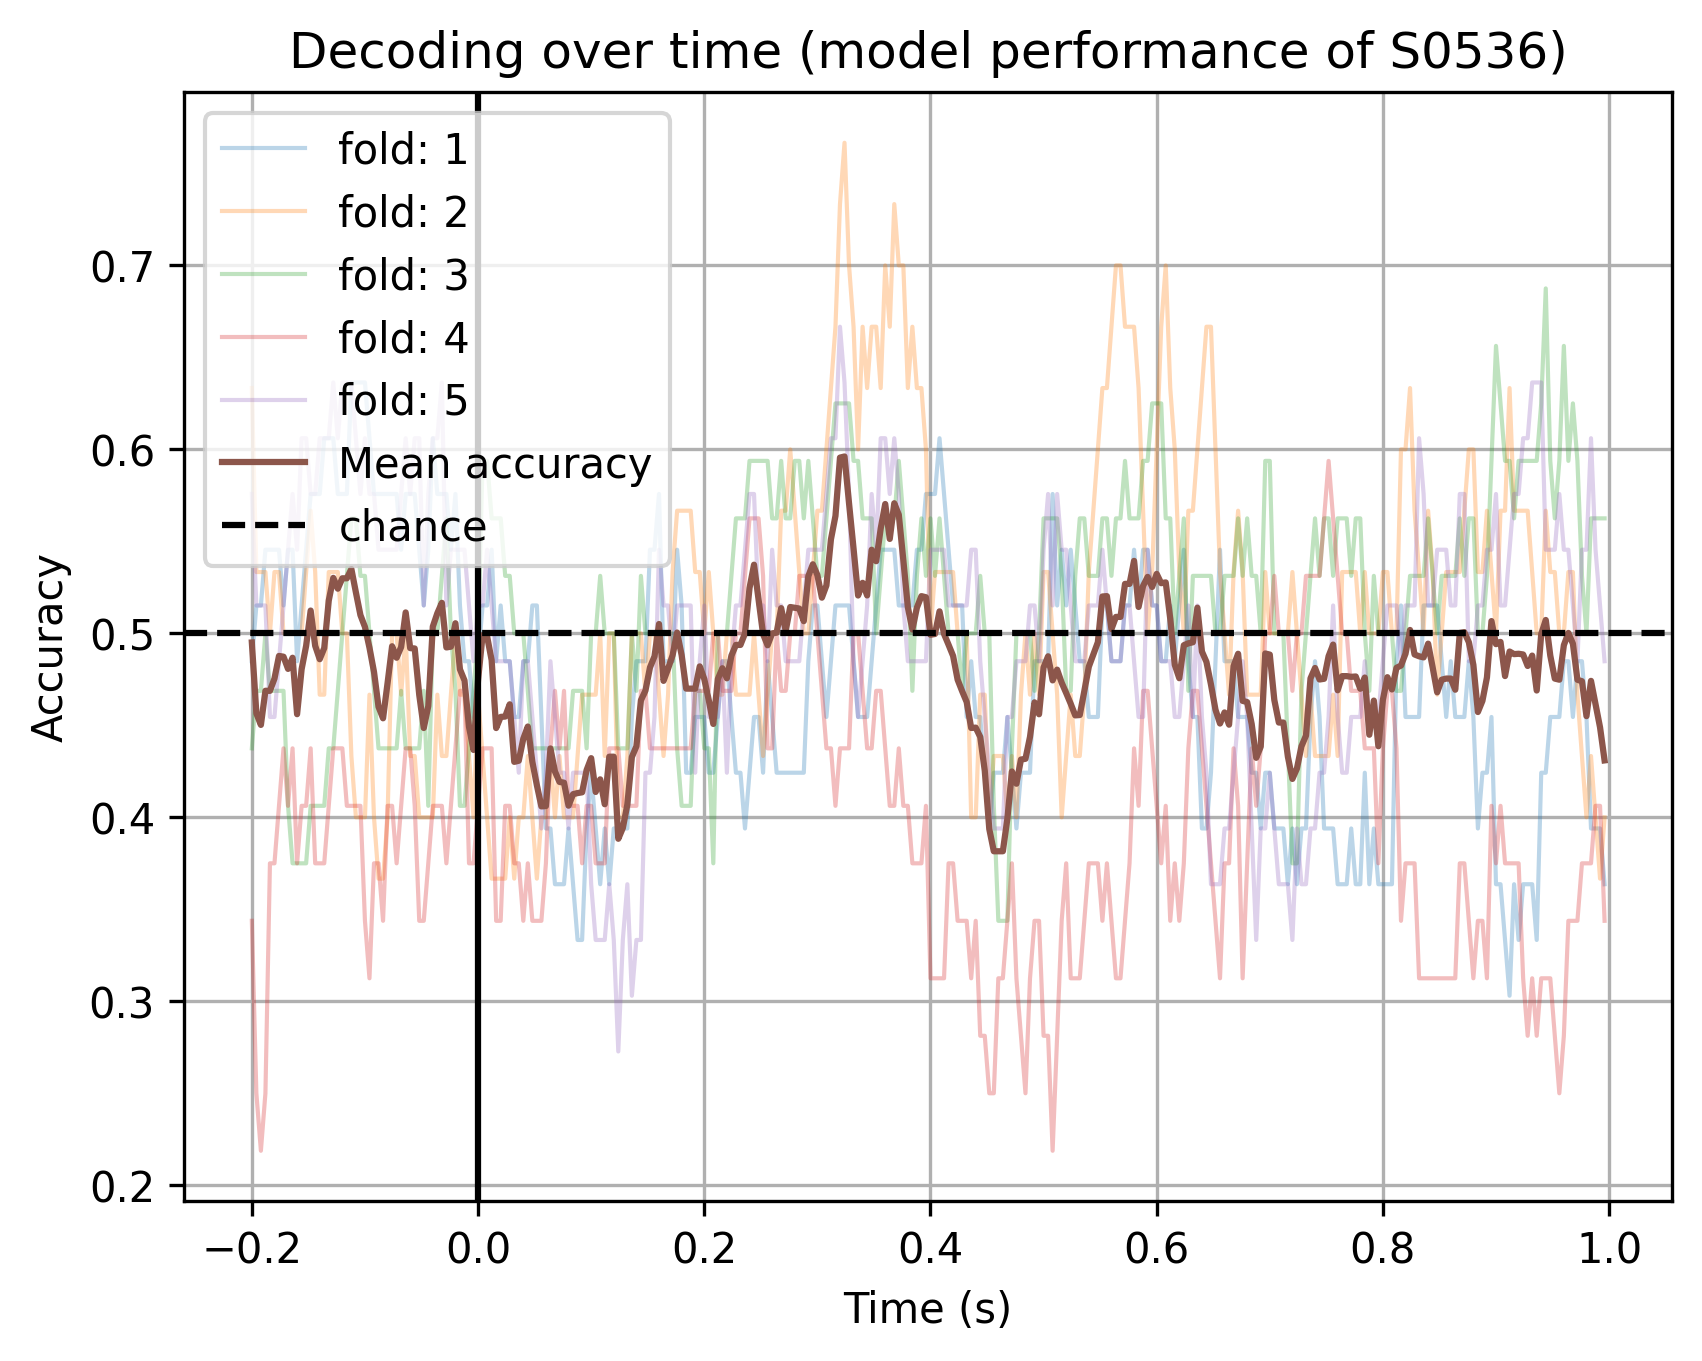 Decoding over time (model performance of S0536)
fold: 1
fold: 2
fold: 3
fold: 4
fold: 5
Mean accuracy
chance
Accuracy
0.7
0.6
0.5
0.4
0.3
0.2
−0.2 0.0 0.2 0.4 0.6 0.8 1.0
Time (s)